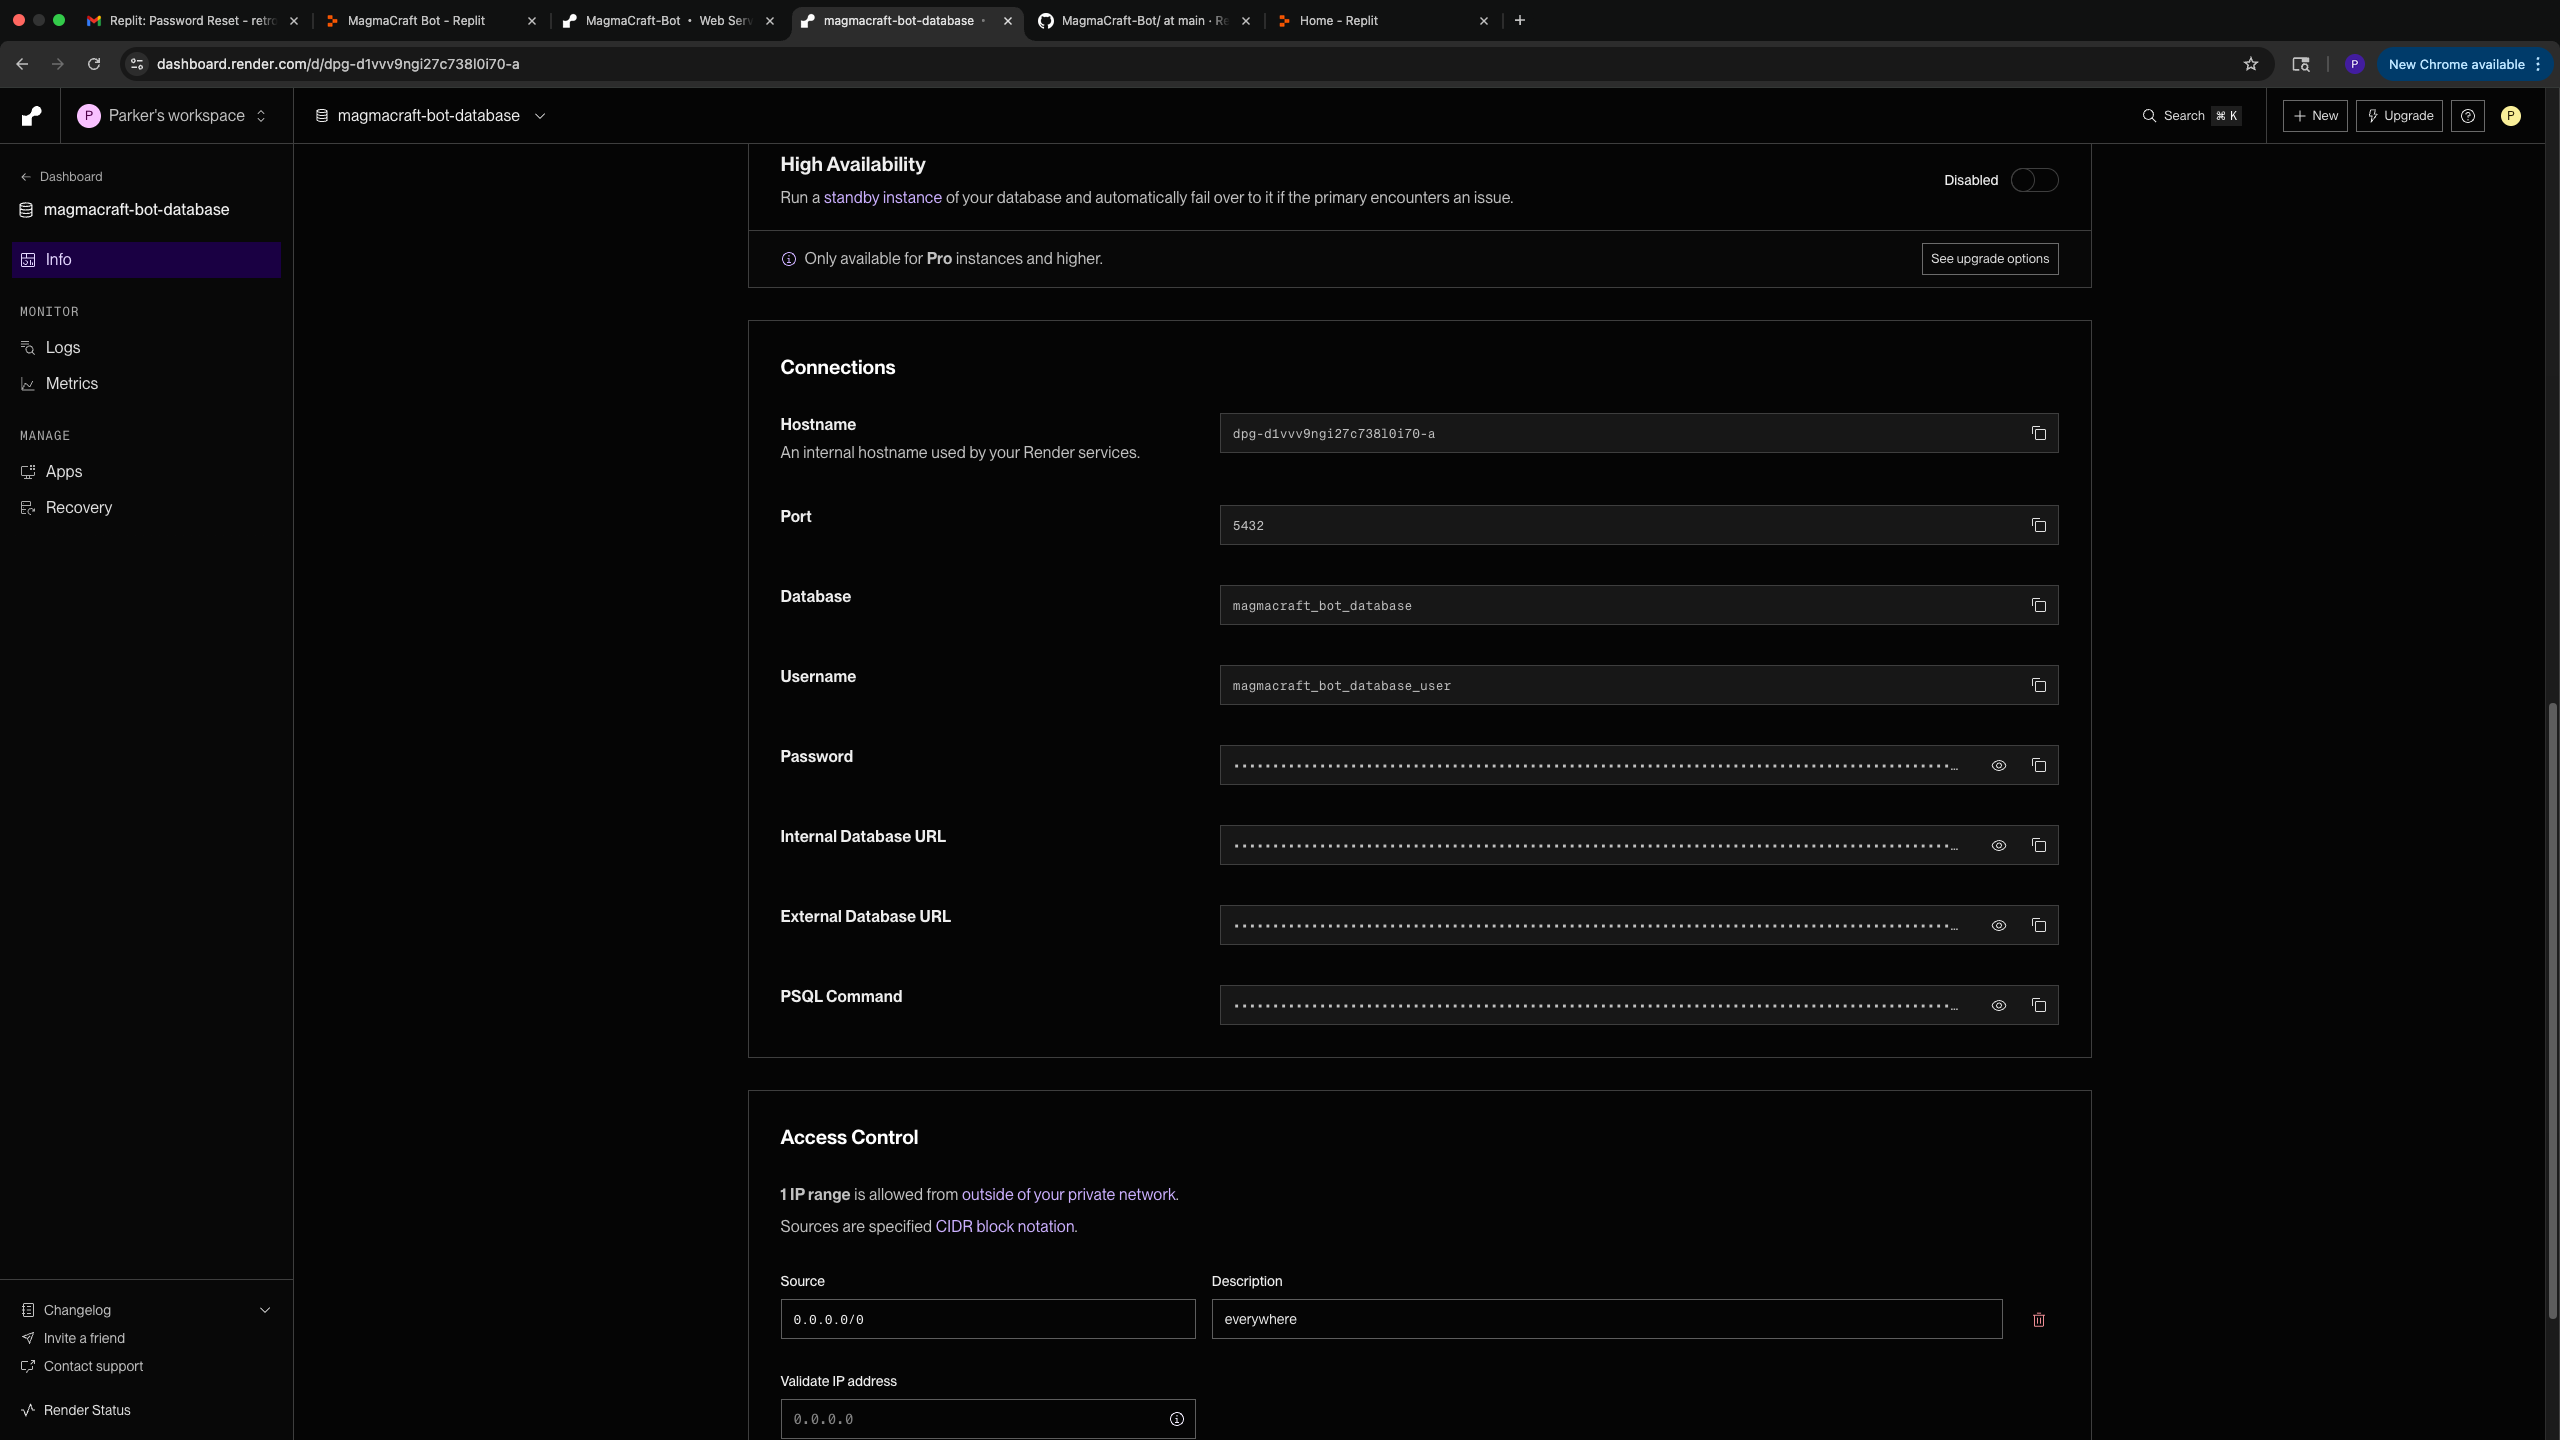 Replit: Password Reset - retro
MagmaCraft Bot - Replit
MagmaCraft-Bot • Web Serv
magmacraft-bot-database •
MagmaCraft-Bot/ at main · Re
Home - Replit
dashboard.render.com/d/dpg-d1vvv9ngi27c738l0i70-a
P
New Chrome available
P
Parker's workspace
magmacraft-bot-database
Search
⌘ K
+ New
Upgrade
P
Dashboard
magmacraft-bot-database
Info
MONITOR
Logs
Metrics
MANAGE
Apps
Recovery
High Availability
Run a standby instance of your database and automatically fail over to it if the primary encounters an issue.
Disabled
Only available for Pro instances and higher.
See upgrade options
Connections
Hostname
An internal hostname used by your Render services.
dpg-d1vvv9ngi27c738l0i70-a
Port
5432
Database
magmacraft_bot_database
Username
magmacraft_bot_database_user
Password
Internal Database URL
External Database URL
PSQL Command
Access Control
1 IP range is allowed from outside of your private network.
Sources are specified CIDR block notation.
Source
Description
0.0.0.0/0
everywhere
Validate IP address
0.0.0.0
Changelog
Invite a friend
Contact support
Render Status